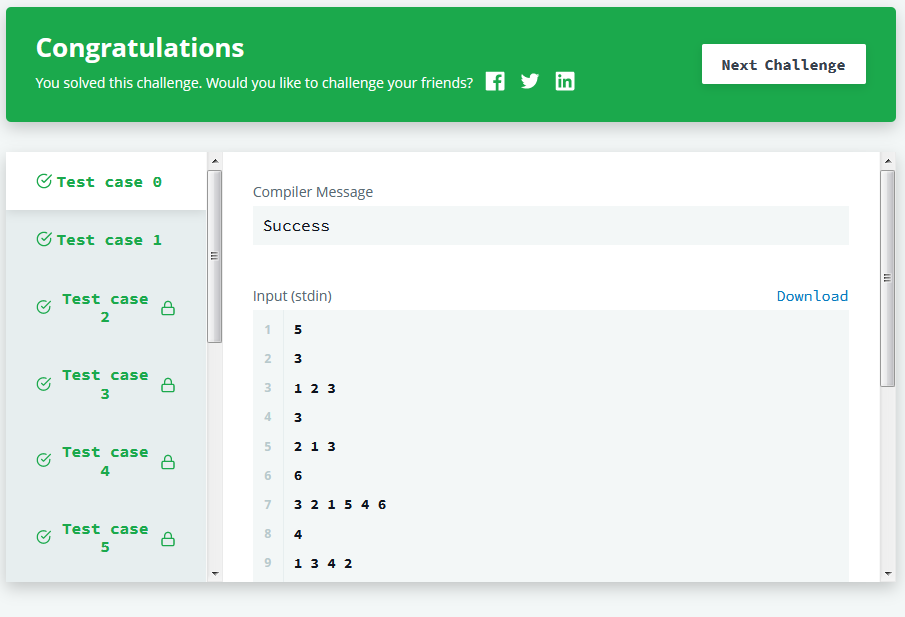 Congratulations
You solved this challenge. Would you like to challenge your friends?
Next Challenge
Test case 0
Test case 1
Test case
2
Test case
3
Test case
4
Test case
5
Compiler Message
Success
Input (stdin)
Download
1 5
2 3
3 1 2 3
4 3
5 2 1 3
6 6
7 3 2 1 5 4 6
8 4
9 1 3 4 2